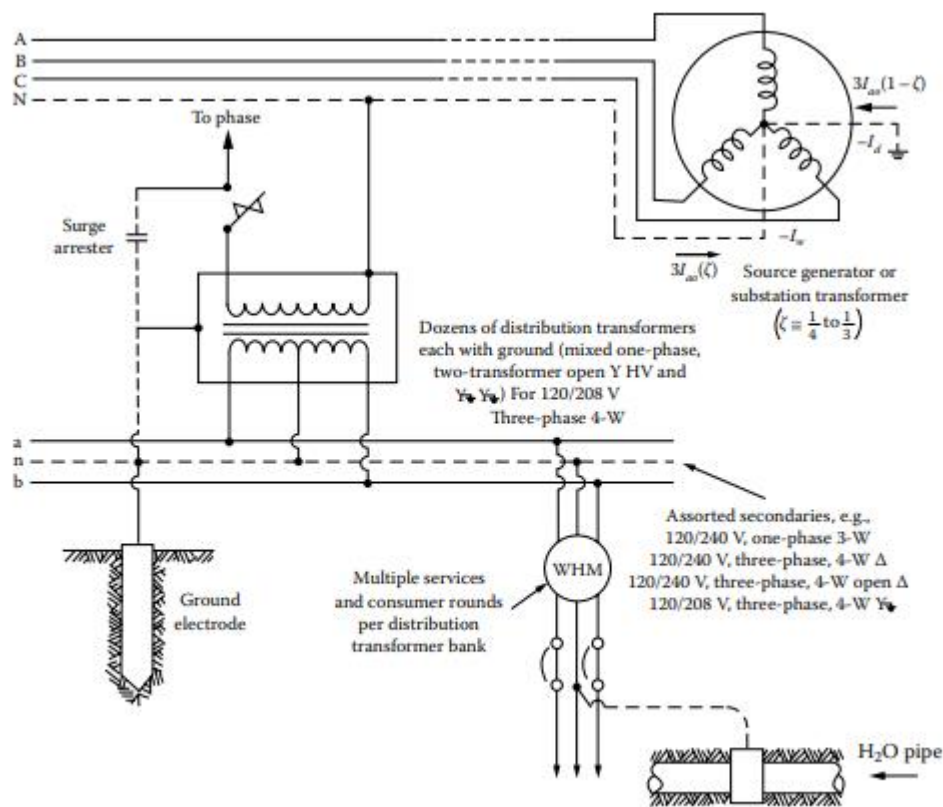 A
B
C
N
To phase
Surge
arrester
3I_ao(1 − ζ)
−I_d
−I_w
3I_ao(ζ)
Source generator or
substation transformer
(ζ ≅ 1/4 to 1/3)
Dozens of distribution transformers
each with ground (mixed one-phase,
two-transformer open Y HV and
Y Y) For 120/208 V
Three-phase 4-W
a
n
b
Assorted secondaries, e.g.,
120/240 V, one-phase 3-W
120/240 V, three-phase, 4-W Δ
120/240 V, three-phase, 4-W open Δ
120/208 V, three-phase, 4-W Y
WHM
Multiple services
and consumer rounds
per distribution
transformer bank
Ground
electrode
H₂O pipe